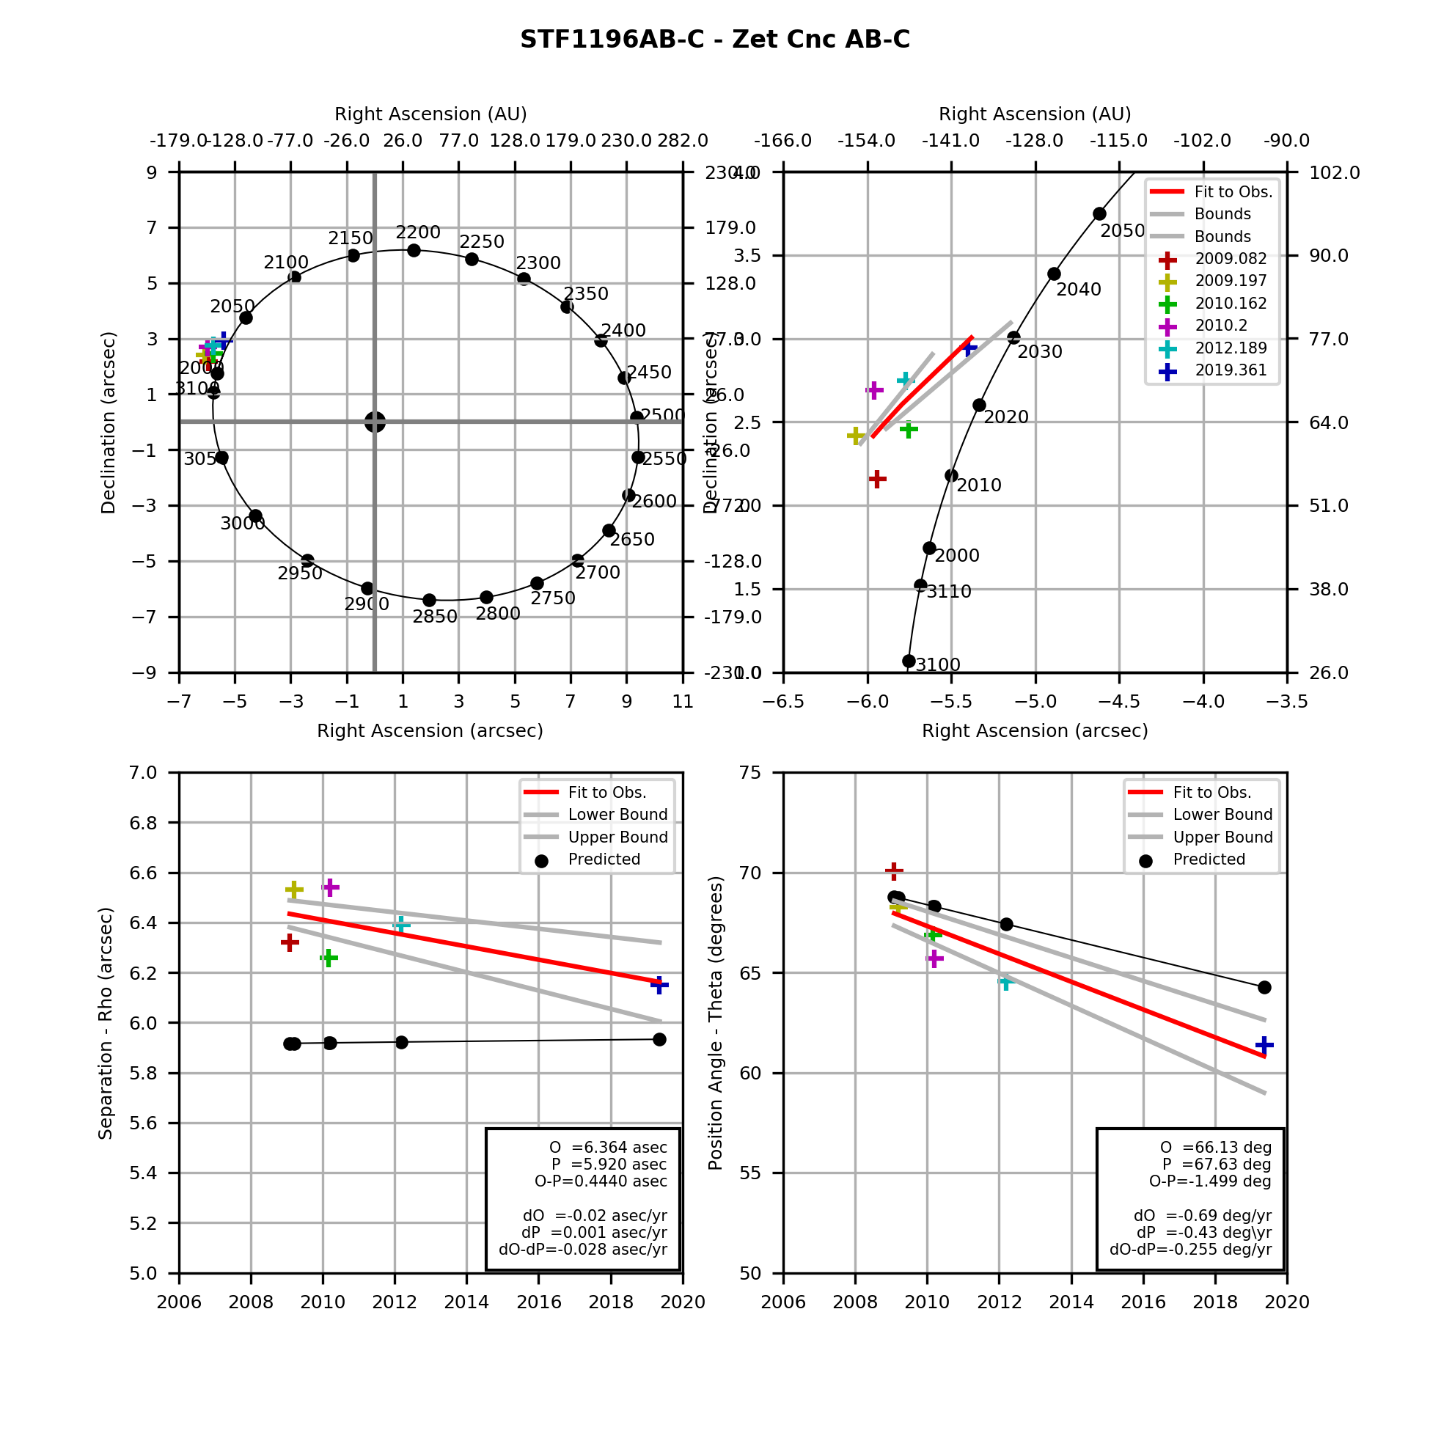 STF1196AB-C - Zet Cnc AB-C
Right Ascension (AU)
-179.0 -128.0 -77.0 -26.0 26.0 77.0 128.0 179.0 230.0 282.0
9 7 5 3 1 −1 −3 −5 −7 −9
Declination (arcsec)
2150 2200 2250
2100 2300
2050 2350
2400
2450
3100
2500
2550
2600
3000 2650
2950 2700
2900 2850 2800 2750
230.0
179.0
128.0
-128.0
-179.0
−7 −5 −3 −1 1 3 5 7 9 11
Right Ascension (arcsec)
Right Ascension (AU)
-166.0 -154.0 -141.0 -128.0 -115.0 -102.0 -90.0
4.0
3.5
3.0
2.5
1.5
1.0
Declination (arcsec)
Fit to Obs.
Bounds
Bounds
2009.082
2009.197
2010.162
2010.2
2012.189
2019.361
2050
2040
2030
2020
2010
2000
3110
3100
102.0
90.0
77.0
64.0
51.0
38.0
26.0
−6.5 −6.0 −5.5 −5.0 −4.5 −4.0 −3.5
Right Ascension (arcsec)
7.0
6.8
6.6
6.4
6.2
6.0
5.8
5.6
5.4
5.2
5.0
Separation - Rho (arcsec)
Fit to Obs.
Lower Bound
Upper Bound
Predicted
O =6.364 asec
P =5.920 asec
O-P=0.4440 asec
dO =-0.02 asec/yr
dP =0.001 asec/yr
dO-dP=-0.028 asec/yr
2006 2008 2010 2012 2014 2016 2018 2020
75
70
65
60
55
50
Position Angle - Theta (degrees)
Fit to Obs.
Lower Bound
Upper Bound
Predicted
O =66.13 deg
P =67.63 deg
O-P=-1.499 deg
dO =-0.69 deg/yr
dP =-0.43 deg\yr
dO-dP=-0.255 deg/yr
2006 2008 2010 2012 2014 2016 2018 2020